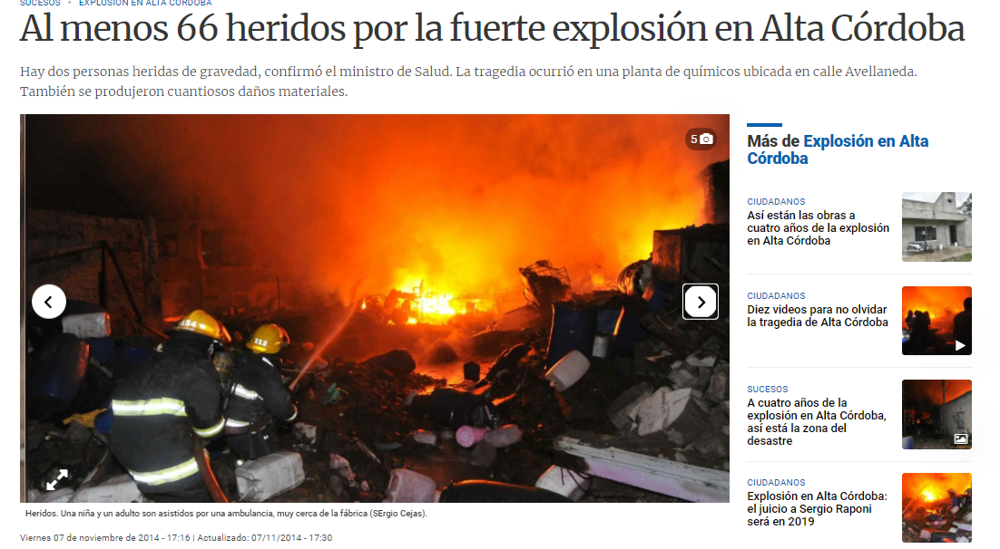 SUCESOS • EXPLOSIÓN EN ALTA CÓRDOBA
Al menos 66 heridos por la fuerte explosión en Alta Córdoba
Hay dos personas heridas de gravedad, confirmó el ministro de Salud. La tragedia ocurrió en una planta de químicos ubicada en calle Avellaneda.
También se produjeron cuantiosos daños materiales.
5
184
212
Heridos. Una niña y un adulto son asistidos por una ambulancia, muy cerca de la fábrica (SErgio Cejas).
Viernes 07 de noviembre de 2014 - 17:16 | Actualizado: 07/11/2014 - 17:30
Más de Explosión en Alta
Córdoba
CIUDADANOS
Así están las obras a
cuatro años de la explosión
en Alta Córdoba
CIUDADANOS
Diez videos para no olvidar
la tragedia de Alta Córdoba
SUCESOS
A cuatro años de la
explosión en Alta Córdoba,
así está la zona del
desastre
CIUDADANOS
Explosión en Alta Córdoba:
el juicio a Sergio Raponi
será en 2019